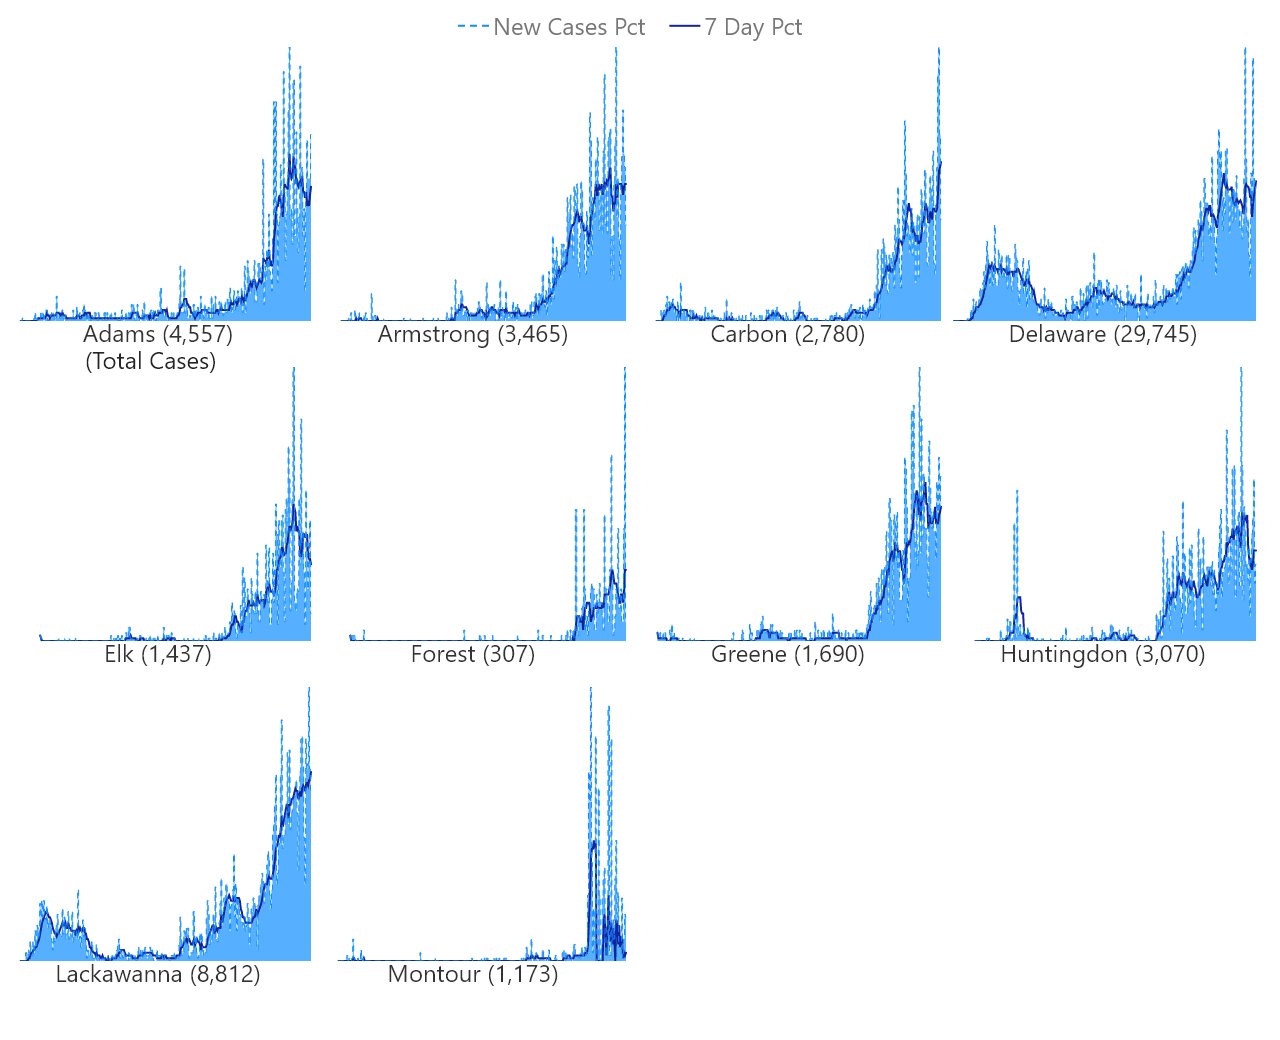 New Cases Pct 7 Day Pct
Adams (4,557)
(Total Cases)
Armstrong (3,465)
Carbon (2,780)
Delaware (29,745)
Elk (1,437)
Forest (307)
Greene (1,690)
Huntingdon (3,070)
Lackawanna (8,812)
Montour (1,173)